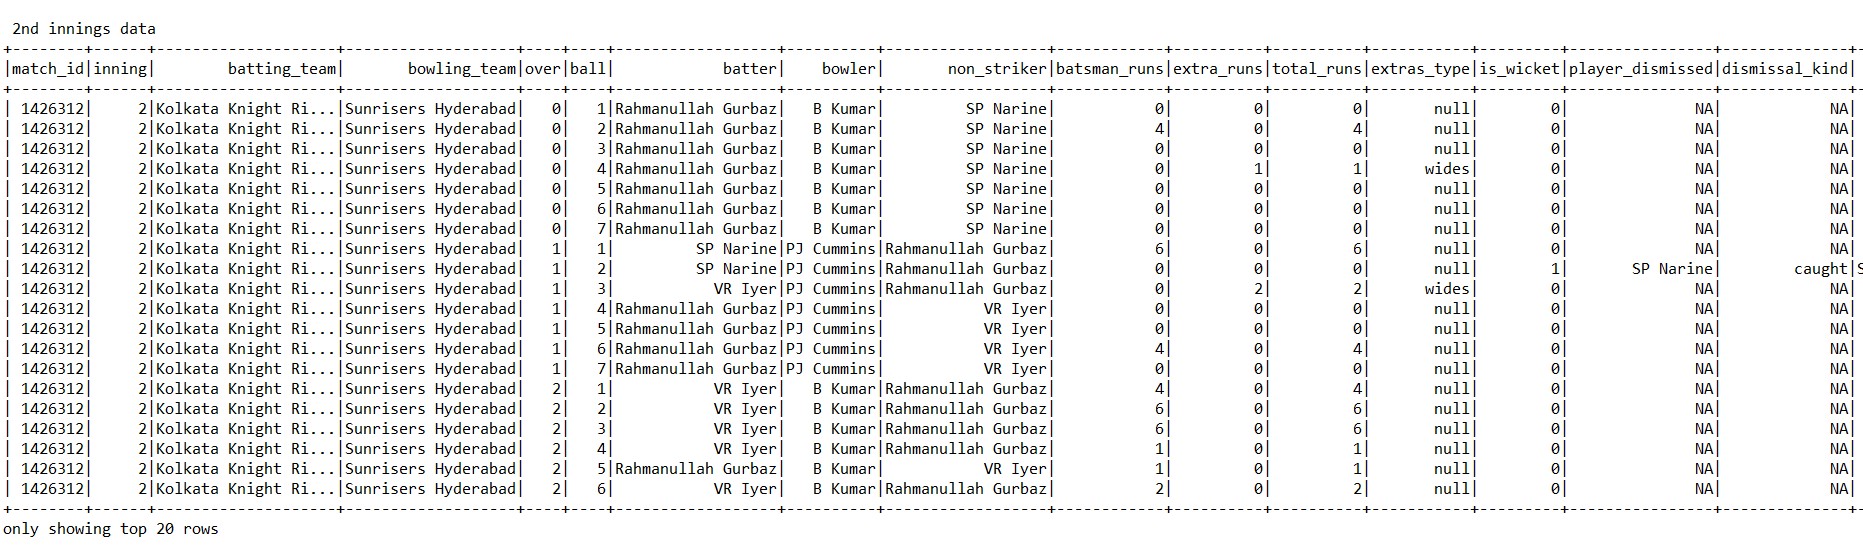 2nd innings data
+--------+------+--------------------+-------------------+----+----+------------------+----------+------------------+------------+----------+----------+-----------+---------+----------------+--------------+-
|match_id|inning|        batting_team|       bowling_team|over|ball|            batter|    bowler|       non_striker|batsman_runs|extra_runs|total_runs|extras_type|is_wicket|player_dismissed|dismissal_kind|
+--------+------+--------------------+-------------------+----+----+------------------+----------+------------------+------------+----------+----------+-----------+---------+----------------+--------------+-
| 1426312|     2|Kolkata Knight Ri...|Sunrisers Hyderabad|   0|   1|Rahmanullah Gurbaz|   B Kumar|         SP Narine|           0|         0|         0|       null|        0|              NA|            NA|
| 1426312|     2|Kolkata Knight Ri...|Sunrisers Hyderabad|   0|   2|Rahmanullah Gurbaz|   B Kumar|         SP Narine|           4|         0|         4|       null|        0|              NA|            NA|
| 1426312|     2|Kolkata Knight Ri...|Sunrisers Hyderabad|   0|   3|Rahmanullah Gurbaz|   B Kumar|         SP Narine|           0|         0|         0|       null|        0|              NA|            NA|
| 1426312|     2|Kolkata Knight Ri...|Sunrisers Hyderabad|   0|   4|Rahmanullah Gurbaz|   B Kumar|         SP Narine|           0|         1|         1|      wides|        0|              NA|            NA|
| 1426312|     2|Kolkata Knight Ri...|Sunrisers Hyderabad|   0|   5|Rahmanullah Gurbaz|   B Kumar|         SP Narine|           0|         0|         0|       null|        0|              NA|            NA|
| 1426312|     2|Kolkata Knight Ri...|Sunrisers Hyderabad|   0|   6|Rahmanullah Gurbaz|   B Kumar|         SP Narine|           0|         0|         0|       null|        0|              NA|            NA|
| 1426312|     2|Kolkata Knight Ri...|Sunrisers Hyderabad|   0|   7|Rahmanullah Gurbaz|   B Kumar|         SP Narine|           0|         0|         0|       null|        0|              NA|            NA|
| 1426312|     2|Kolkata Knight Ri...|Sunrisers Hyderabad|   1|   1|         SP Narine|PJ Cummins|Rahmanullah Gurbaz|           6|         0|         6|       null|        0|              NA|            NA|
| 1426312|     2|Kolkata Knight Ri...|Sunrisers Hyderabad|   1|   2|         SP Narine|PJ Cummins|Rahmanullah Gurbaz|           0|         0|         0|       null|        1|       SP Narine|        caught|S
| 1426312|     2|Kolkata Knight Ri...|Sunrisers Hyderabad|   1|   3|           VR Iyer|PJ Cummins|Rahmanullah Gurbaz|           0|         2|         2|      wides|        0|              NA|            NA|
| 1426312|     2|Kolkata Knight Ri...|Sunrisers Hyderabad|   1|   4|Rahmanullah Gurbaz|PJ Cummins|           VR Iyer|           0|         0|         0|       null|        0|              NA|            NA|
| 1426312|     2|Kolkata Knight Ri...|Sunrisers Hyderabad|   1|   5|Rahmanullah Gurbaz|PJ Cummins|           VR Iyer|           0|         0|         0|       null|        0|              NA|            NA|
| 1426312|     2|Kolkata Knight Ri...|Sunrisers Hyderabad|   1|   6|Rahmanullah Gurbaz|PJ Cummins|           VR Iyer|           4|         0|         4|       null|        0|              NA|            NA|
| 1426312|     2|Kolkata Knight Ri...|Sunrisers Hyderabad|   1|   7|Rahmanullah Gurbaz|PJ Cummins|           VR Iyer|           0|         0|         0|       null|        0|              NA|            NA|
| 1426312|     2|Kolkata Knight Ri...|Sunrisers Hyderabad|   2|   1|           VR Iyer|   B Kumar|Rahmanullah Gurbaz|           4|         0|         4|       null|        0|              NA|            NA|
| 1426312|     2|Kolkata Knight Ri...|Sunrisers Hyderabad|   2|   2|           VR Iyer|   B Kumar|Rahmanullah Gurbaz|           6|         0|         6|       null|        0|              NA|            NA|
| 1426312|     2|Kolkata Knight Ri...|Sunrisers Hyderabad|   2|   3|           VR Iyer|   B Kumar|Rahmanullah Gurbaz|           6|         0|         6|       null|        0|              NA|            NA|
| 1426312|     2|Kolkata Knight Ri...|Sunrisers Hyderabad|   2|   4|           VR Iyer|   B Kumar|Rahmanullah Gurbaz|           1|         0|         1|       null|        0|              NA|            NA|
| 1426312|     2|Kolkata Knight Ri...|Sunrisers Hyderabad|   2|   5|Rahmanullah Gurbaz|   B Kumar|           VR Iyer|           1|         0|         1|       null|        0|              NA|            NA|
| 1426312|     2|Kolkata Knight Ri...|Sunrisers Hyderabad|   2|   6|           VR Iyer|   B Kumar|Rahmanullah Gurbaz|           2|         0|         2|       null|        0|              NA|            NA|
+--------+------+--------------------+-------------------+----+----+------------------+----------+------------------+------------+----------+----------+-----------+---------+----------------+--------------+-
only showing top 20 rows